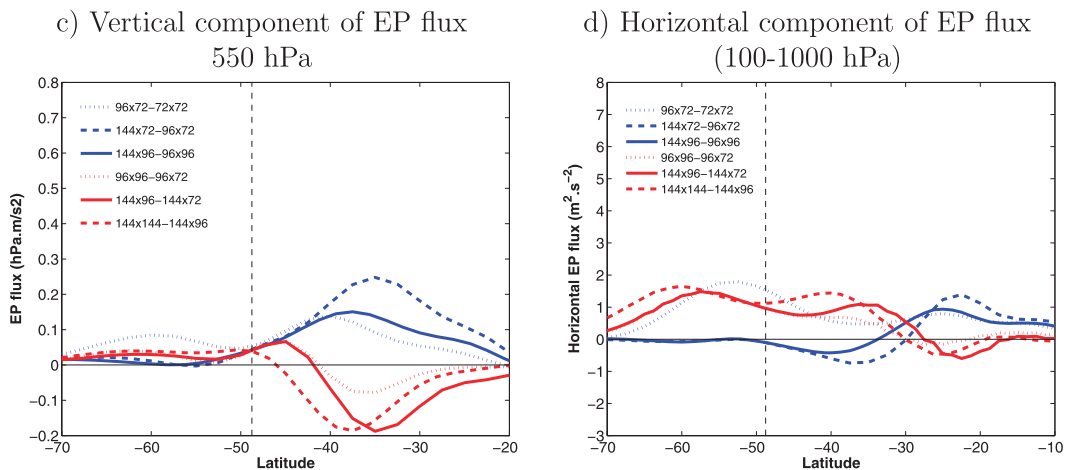 c) Vertical component of EP flux
550 hPa
0.8
0.7
0.6
0.5
0.4
0.3
0.2
0.1
0
−0.1
−0.2
EP flux (hPa.m/s2)
96x72−72x72
144x72−96x72
144x96−96x96
96x96−96x72
144x96−144x72
144x144−144x96
−70 −60 −50 −40 −30 −20
Latitude
d) Horizontal component of EP flux
(100-1000 hPa)
8
7
6
5
4
3
2
1
0
−1
−2
−3
Horizontal EP flux (m².s⁻²)
96x72−72x72
144x72−96x72
144x96−96x96
96x96−96x72
144x96−144x72
144x144−144x96
−70 −60 −50 −40 −30 −20 −10
Latitude